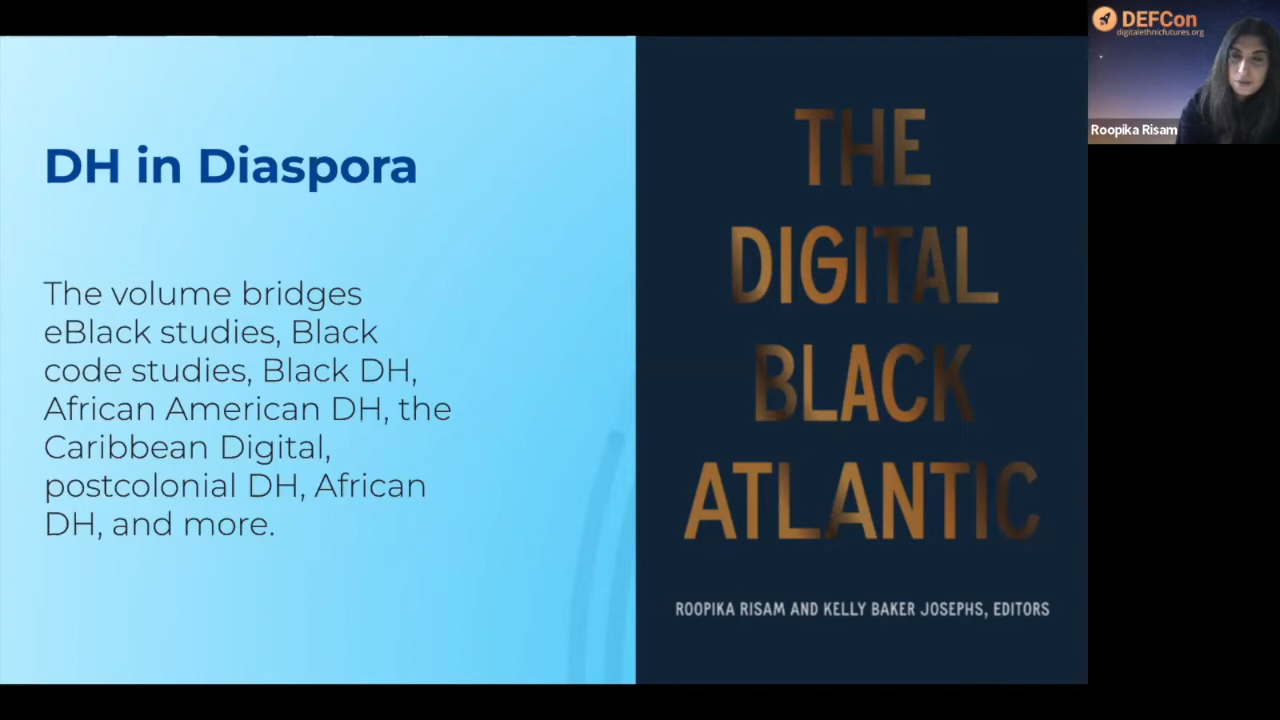 DH in Diaspora
The volume bridges
eBlack studies, Black
code studies, Black DH,
African American DH, the
Caribbean Digital,
postcolonial DH, African
DH, and more.
THE
DIGITAL
BLACK
ATLANTIC
ROOPIKA RISAM AND KELLY BAKER JOSEPHS, EDITORS
DEFCon
digitalethnicfutures.org
Roopika Risam